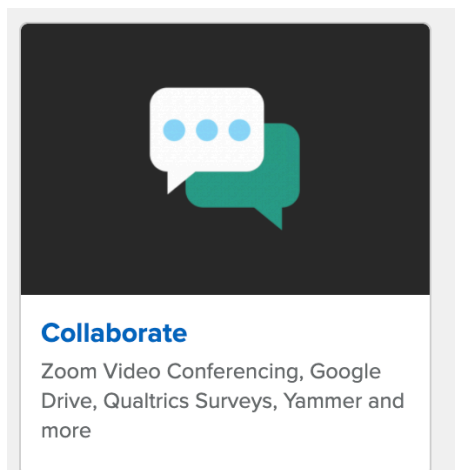 Collaborate
Zoom Video Conferencing, Google
Drive, Qualtrics Surveys, Yammer and
more